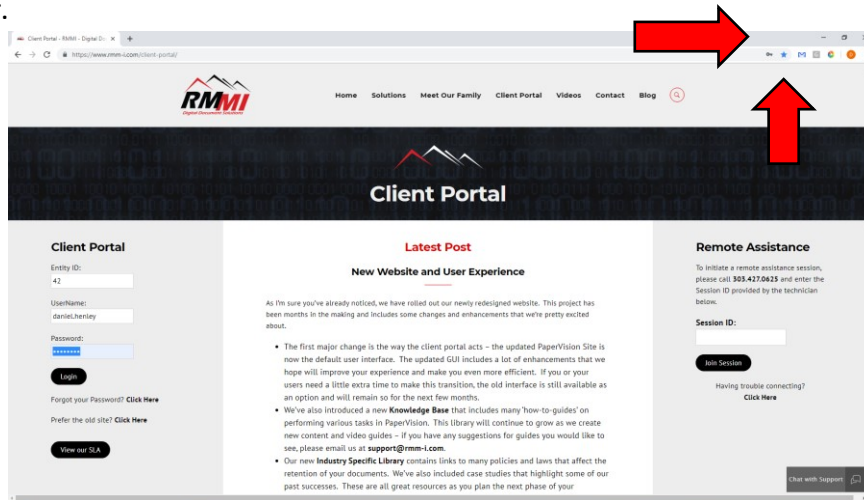 Client Portal - RMMI - Digital Do
https://www.rmm-i.com/client-portal/
RMMI
Digital Document Solutions
Home Solutions Meet Our Family Client Portal Videos Contact Blog
Client Portal
Client Portal
Entity ID:
42
UserName:
daniel.henley
Password:
Login
Forgot your Password? Click Here
Prefer the old site? Click Here
View our SLA
Latest Post
New Website and User Experience
As I'm sure you've already noticed, we have rolled out our newly redesigned website. This project has
been months in the making and includes some changes and enhancements that we're pretty excited
about.
• The first major change is the way the client portal acts – the updated PaperVision Site is
now the default user interface. The updated GUI includes a lot of enhancements that we
hope will improve your experience and make you even more efficient. If you or your
users need a little extra time to make this transition, the old interface is still available as
an option and will remain so for the next few months.
• We've also introduced a new Knowledge Base that includes many 'how-to-guides' on
performing various tasks in PaperVision. This library will continue to grow as we create
new content and video guides – if you have any suggestions for guides you would like to
see, please email us at support@rmm-i.com.
• Our new Industry Specific Library contains links to many policies and laws that affect the
retention of your documents. We've also included case studies that highlight some of our
past successes. These are all great resources as you plan the next phase of your
Remote Assistance
To initiate a remote assistance session,
please call 303.427.0625 and enter the
Session ID provided by the technician
below.
Session ID:
Join Session
Having trouble connecting?
Click Here
Chat with Support